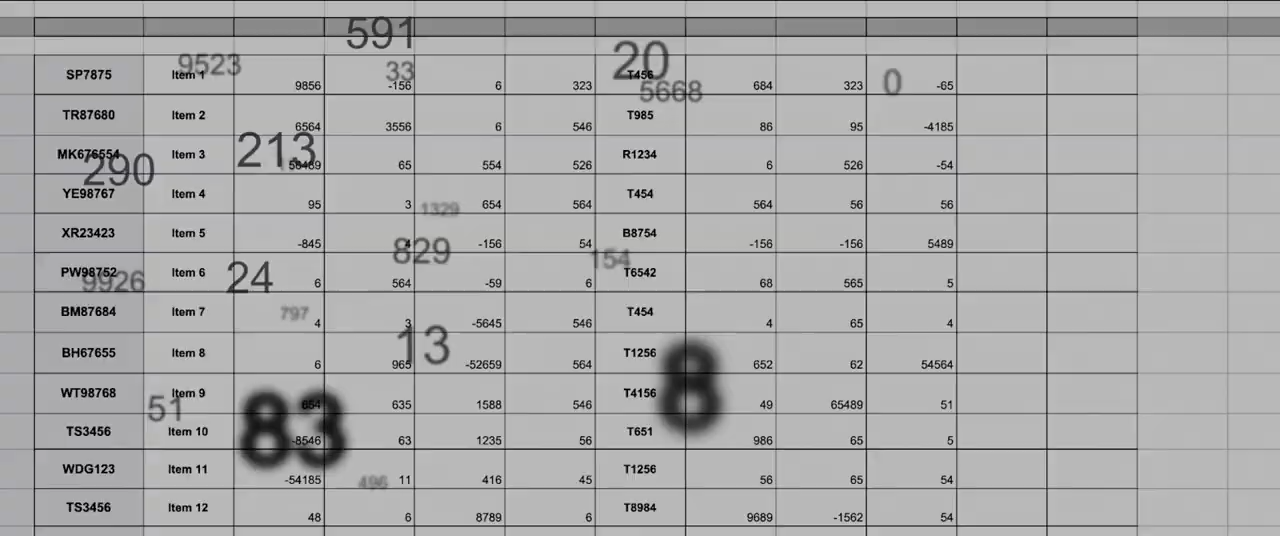 591
9523 33 20 5668 0
SP7875 Item 1 9856 -156 6 323 T456 684 323 -65
TR87680 Item 2 6564 3556 6 546 T985 86 95 -4185
213
290
MK676554 Item 3 56489 65 554 526 R1234 6 526 -54
YE98767 Item 4 95 3 654 564 T454 564 56 56
1329
XR23423 Item 5 -845 4 -156 54 B8754 -156 -156 5489
829 154
PW98752 Item 6 6 564 -59 6 T6542 68 565 5
9926 24
BM87684 Item 7 4 3 -5645 546 T454 4 65 4
797
13
BH67655 Item 8 6 965 -52659 564 T1256 652 62 54564
8
WT98768 Item 9 654 635 1588 546 T4156 49 65489 51
51 83
TS3456 Item 10 -8546 63 1235 56 T651 986 65 5
WDG123 Item 11 -54185 11 416 45 T1256 56 65 54
496
TS3456 Item 12 48 6 8789 6 T8984 9689 -1562 54